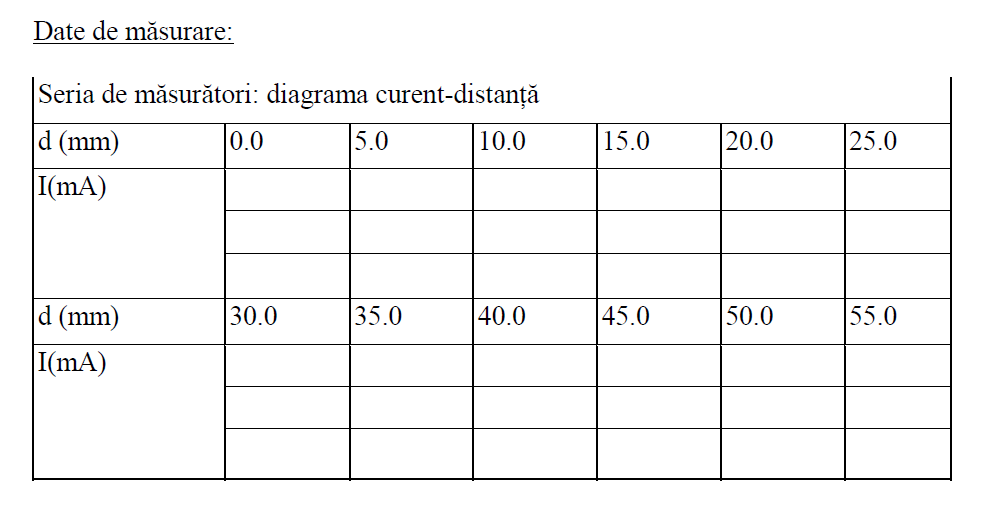 Date de măsurare:
Seria de măsurători: diagrama curent-distanță
d (mm) 0.0 5.0 10.0 15.0 20.0 25.0
I(mA)
d (mm) 30.0 35.0 40.0 45.0 50.0 55.0
I(mA)